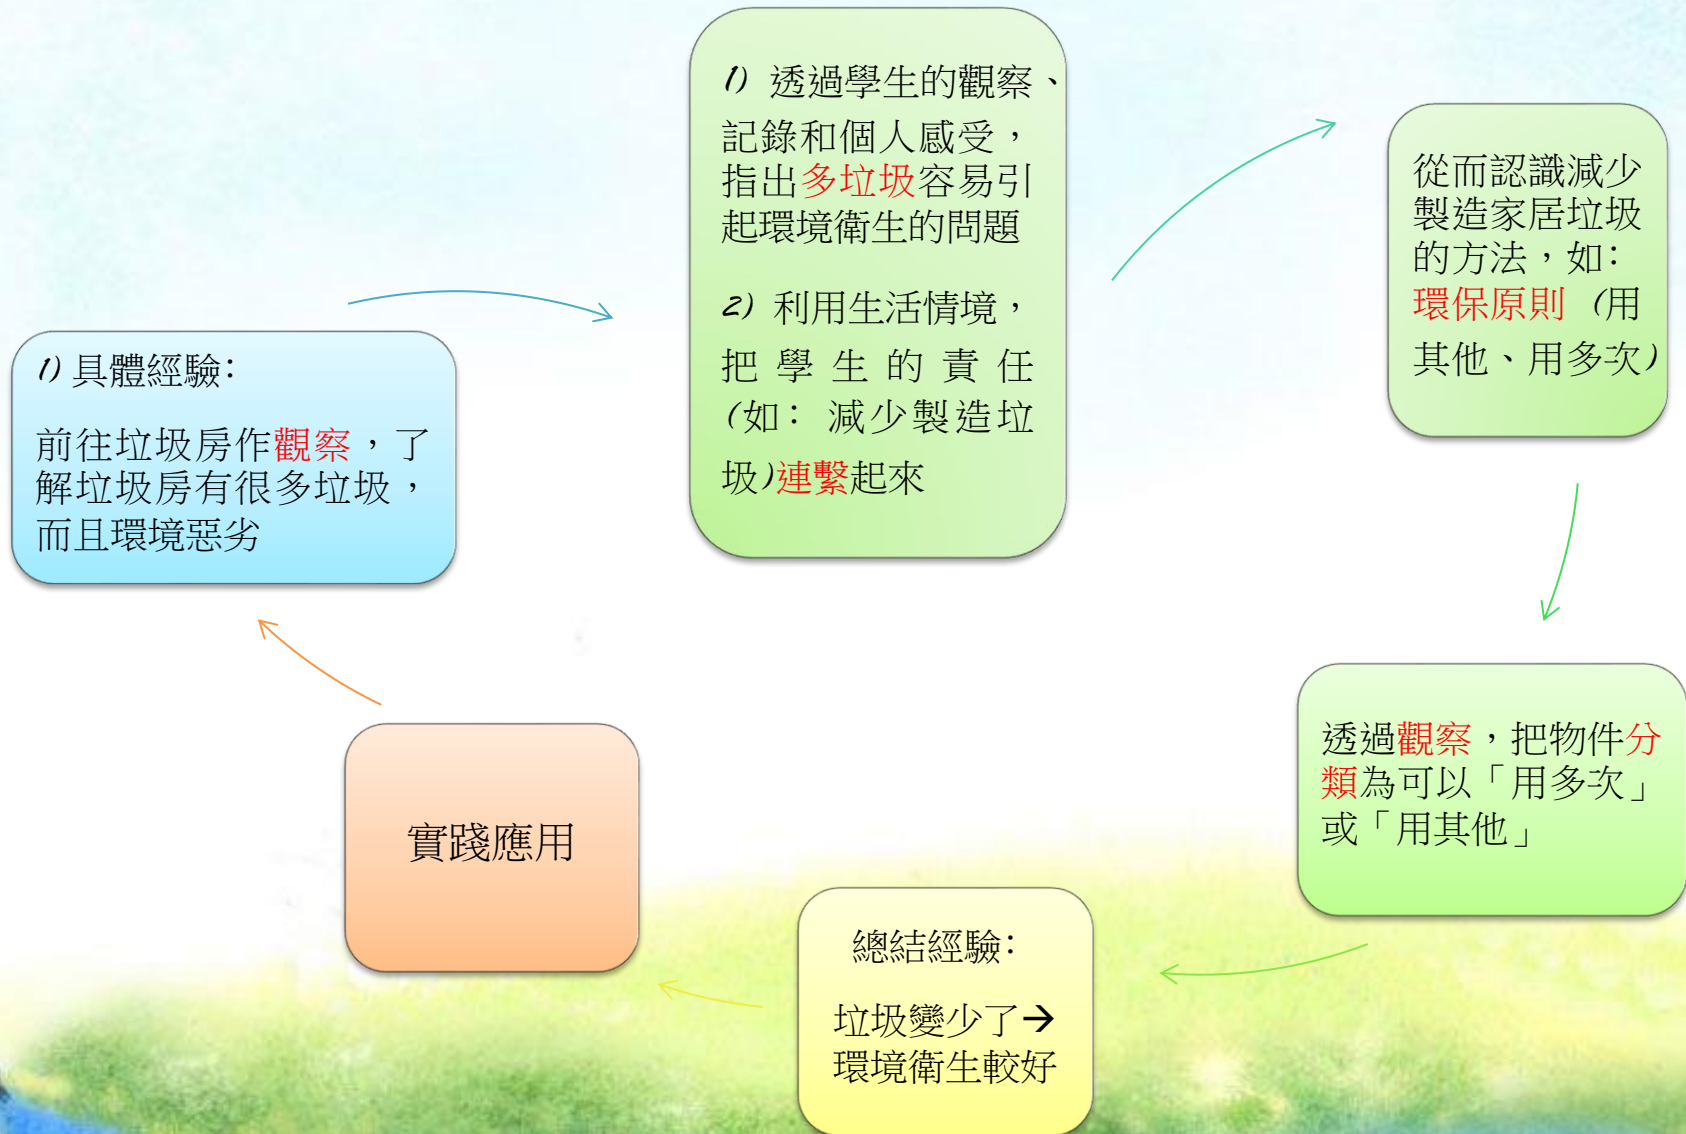 1) 具體經驗：
前往垃圾房作觀察，了
解垃圾房有很多垃圾，
而且環境惡劣
1) 透過學生的觀察、
記錄和個人感受，
指出多垃圾容易引
起環境衛生的問題
2) 利用生活情境，
把學生的責任
(如：減少製造垃
圾)連繫起來
從而認識減少
製造家居垃圾
的方法，如：
環保原則 (用
其他、用多次)
透過觀察，把物件分
類為可以「用多次」
或「用其他」
總結經驗：
垃圾變少了→
環境衛生較好
實踐應用